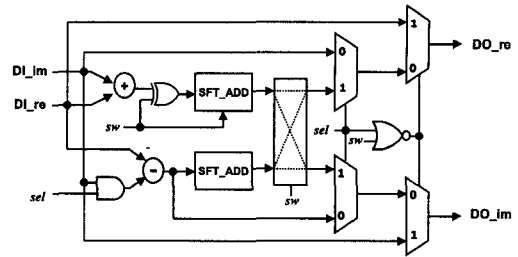 1
DO_re
0
0
DI_im
+
SFT_ADD
1
DI_re
sw
sel
sw
-
-
SFT_ADD
1
sel
sw
0
0
DO_im
1